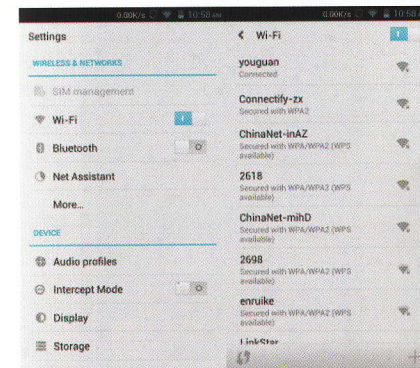 0.00K/s 10:58 AM
Settings
WIRELESS & NETWORKS
SIM management
Wi-Fi
I
Bluetooth
O
Net Assistant
More...
DEVICE
Audio profiles
Intercept Mode
O
Display
Storage
0.00K/s 10:58
Wi-Fi
I
youguan
Connected
Connectify-zx
Secured with WPA2
ChinaNet-inAZ
Secured with WPA/WPA2 (WPS
available)
2618
Secured with WPA/WPA2 (WPS
available)
ChinaNet-mihD
Secured with WPA/WPA2 (WPS
available)
2698
Secured with WPA/WPA2 (WPS
available)
enruike
Secured with WPA/WPA2 (WPS
available)
LinkStar